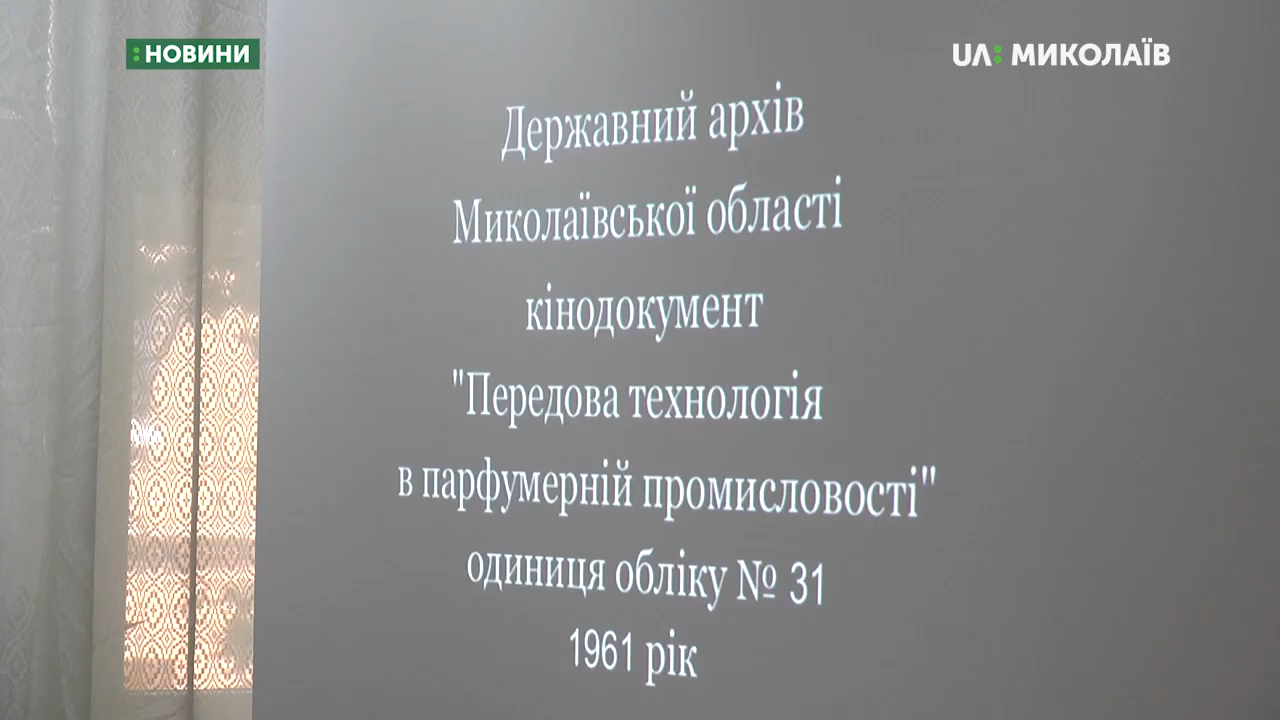 :НОВИНИ
UA: МИКОЛАЇВ
Державний архів
Миколаївської області
кінодокумент
"Передова технологія
в парфумерній промисловості"
одиниця обліку № 31
1961 рік